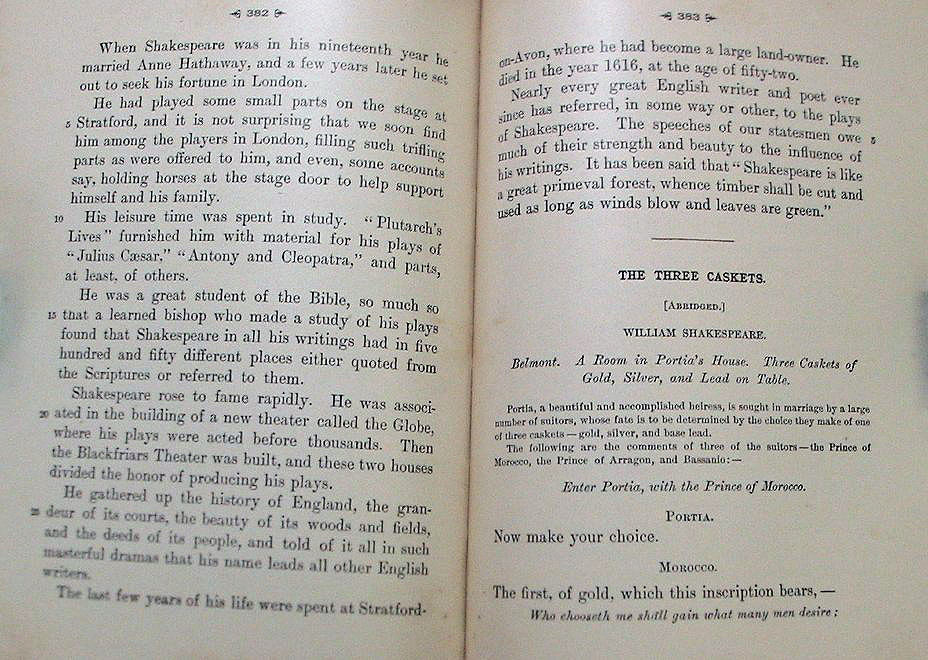 382
When Shakespeare was in his nineteenth year he
married Anne Hathaway, and a few years later he set
out to seek his fortune in London.
He had played some small parts on the stage at
5 Stratford, and it is not surprising that we soon find
him among the players in London, filling such trifling
parts as were offered to him, and even, some accounts
say, holding horses at the stage door to help support
himself and his family.
10 His leisure time was spent in study. "Plutarch's
Lives" furnished him with material for his plays of
"Julius Cæsar," "Antony and Cleopatra," and parts,
at least, of others.
He was a great student of the Bible, so much so
15 that a learned bishop who made a study of his plays
found that Shakespeare in all his writings had in five
hundred and fifty different places either quoted from
the Scriptures or referred to them.
Shakespeare rose to fame rapidly. He was associ-
20 ated in the building of a new theater called the Globe,
where his plays were acted before thousands. Then
the Blackfriars Theater was built, and these two houses
divided the honor of producing his plays.
He gathered up the history of England, the gran-
25 deur of its courts, the beauty of its woods and fields,
and the deeds of its people, and told of it all in such
masterful dramas that his name leads all other English
writers.
The last few years of his life were spent at Stratford-
383
on-Avon, where he had become a large land-owner. He
died in the year 1616, at the age of fifty-two.
Nearly every great English writer and poet ever
since has referred, in some way or other, to the plays
of Shakespeare. The speeches of our statesmen owe 5
much of their strength and beauty to the influence of
his writings. It has been said that "Shakespeare is like
a great primeval forest, whence timber shall be cut and
used as long as winds blow and leaves are green."
THE THREE CASKETS.
[ABRIDGED.]
WILLIAM SHAKESPEARE.
Belmont. A Room in Portia's House. Three Caskets of
Gold, Silver, and Lead on Table.
Portia, a beautiful and accomplished heiress, is sought in marriage by a large
number of suitors, whose fate is to be determined by the choice they make of one
of three caskets — gold, silver, and base lead.
The following are the comments of three of the suitors — the Prince of
Morocco, the Prince of Arragon, and Bassanio: —
Enter Portia, with the Prince of Morocco.
PORTIA.
Now make your choice.
MOROCCO.
The first, of gold, which this inscription bears, —
Who chooseth me shall gain what many men desire;